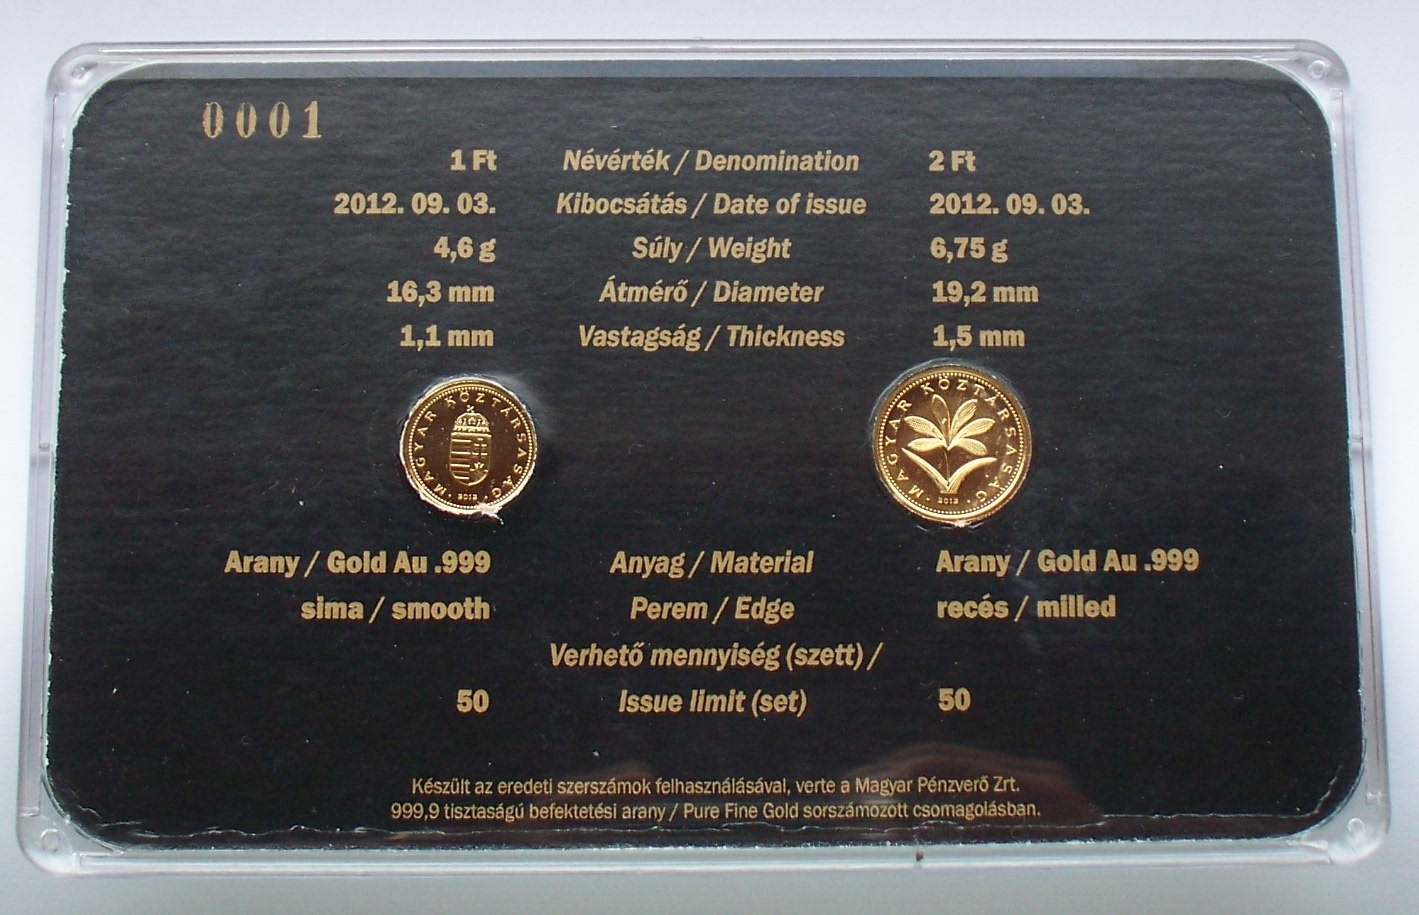 0001
1 Ft Névérték / Denomination 2 Ft
2012. 09. 03. Kibocsátás / Date of issue 2012. 09. 03.
4,6 g Súly / Weight 6,75 g
16,3 mm Átmérő / Diameter 19,2 mm
1,1 mm Vastagság / Thickness 1,5 mm
MAGYAR KÖZTÁRSASÁG
2012
MAGYAR KÖZTÁRSASÁG
2012
Arany / Gold Au .999 Anyag / Material Arany / Gold Au .999
sima / smooth Perem / Edge recés / milled
Verhető mennyiség (szett) /
50 Issue limit (set) 50
Készült az eredeti szerszámok felhasználásával, verte a Magyar Pénzverő Zrt.
999,9 tisztaságú befektetési arany / Pure Fine Gold sorszámozott csomagolásban.